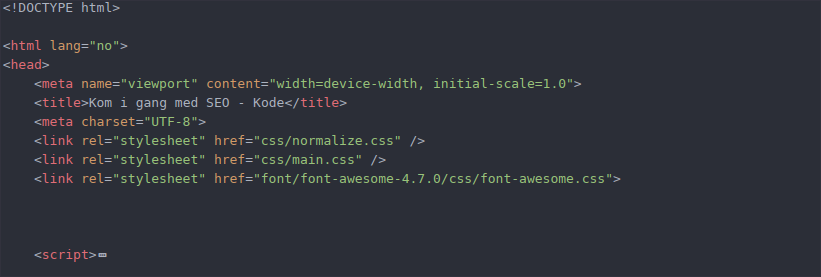 <!DOCTYPE html>
<html lang="no">
<head>
<meta name="viewport" content="width=device-width, initial-scale=1.0">
<title>Kom i gang med SEO - Kode</title>
<meta charset="UTF-8">
<link rel="stylesheet" href="css/normalize.css" />
<link rel="stylesheet" href="css/main.css" />
<link rel="stylesheet" href="font/font-awesome-4.7.0/css/font-awesome.css">
<script>